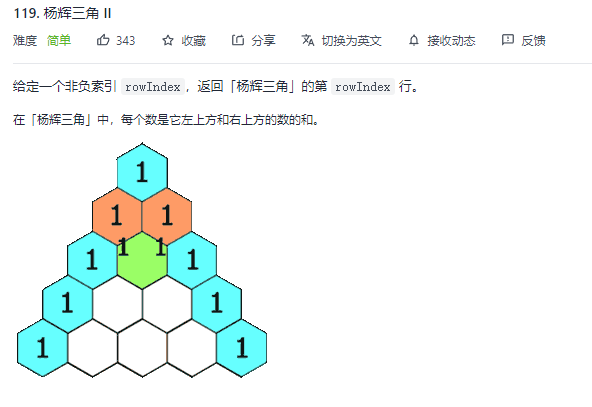 119. 杨辉三角 II
难度 简单 343 收藏 分享 切换为英文 接收动态 反馈
给定一个非负索引 rowIndex，返回「杨辉三角」的第 rowIndex 行。
在「杨辉三角」中，每个数是它左上方和右上方的数的和。
1
1 1
1 1 1 1
1 1
1 1